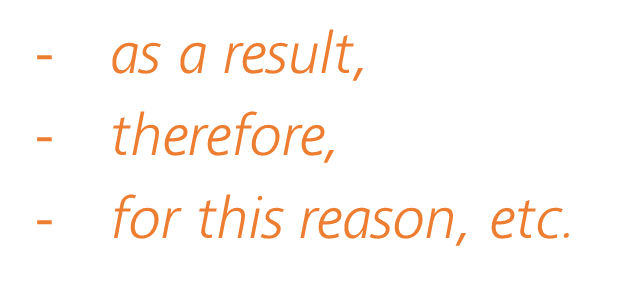 - as a result,
- therefore,
- for this reason, etc.